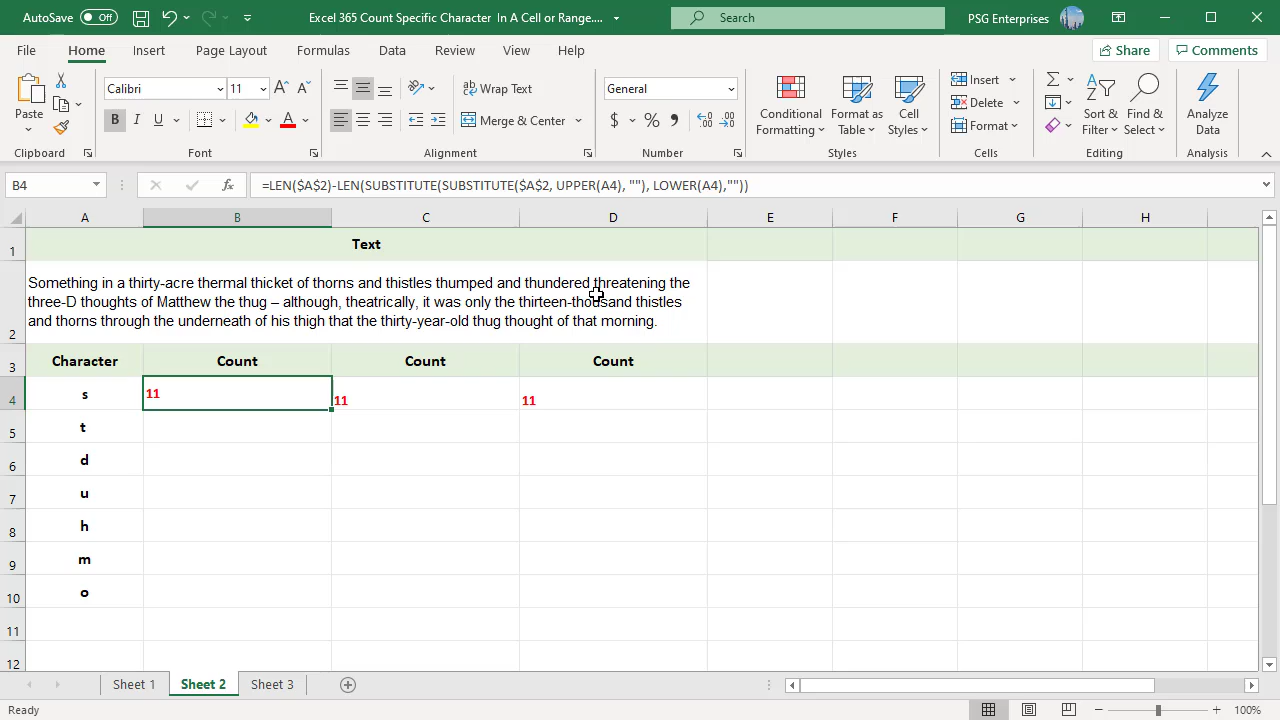 AutoSave Off Excel 365 Count Specific Character In A Cell or Range.... Search PSG Enterprises
File Home Insert Page Layout Formulas Data Review View Help Share Comments
Paste
Clipboard
Calibri 11
B I U
Font
ab Wrap Text
Merge & Center
Alignment
General
$ % ,
Number
Conditional
Formatting
Format as
Table
Cell
Styles
Styles
Insert
Delete
Format
Cells
Sort &
Filter
Find &
Select
Editing
Analyze
Data
Analysis
B4 fx =LEN($A$2)-LEN(SUBSTITUTE(SUBSTITUTE($A$2, UPPER(A4), ""), LOWER(A4),""))
A B C D E F G H
1 Text
Something in a thirty-acre thermal thicket of thorns and thistles thumped and thundered threatening the
three-D thoughts of Matthew the thug – although, theatrically, it was only the thirteen-thousand thistles
2 and thorns through the underneath of his thigh that the thirty-year-old thug thought of that morning.
3 Character Count Count Count
4 s 11 11 11
5 t
6 d
7 u
8 h
9 m
10 o
11
12
Sheet 1 Sheet 2 Sheet 3
Ready 100%